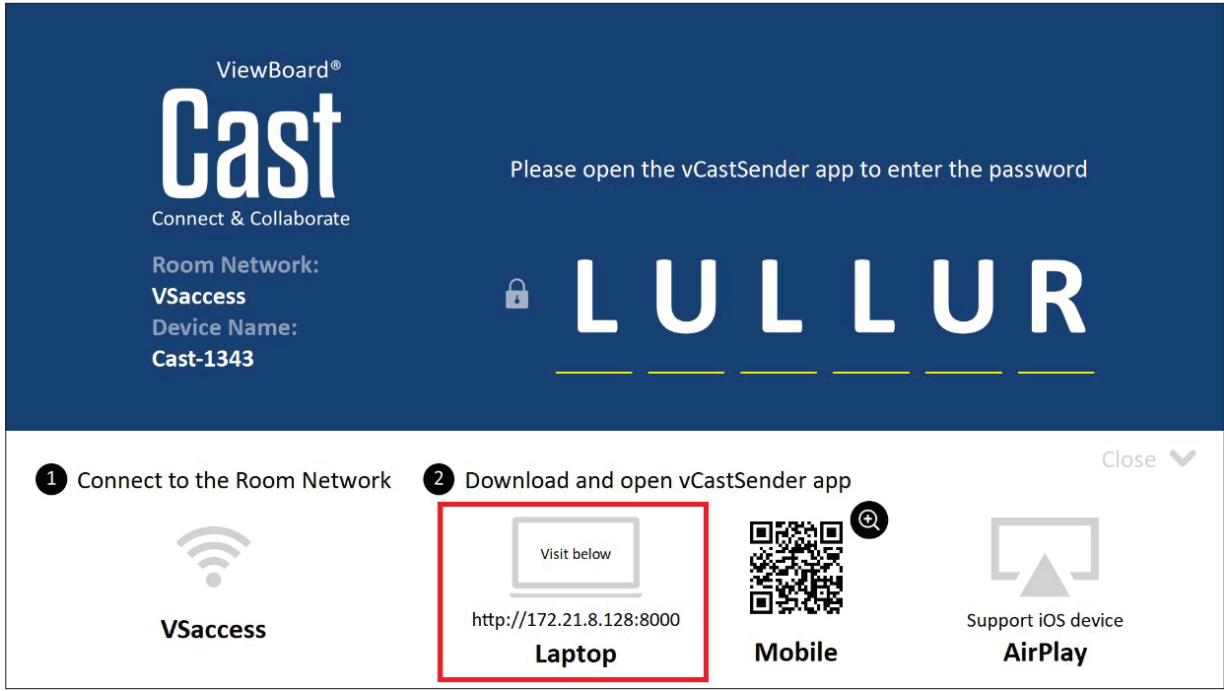 ViewBoard®
Cast
Connect & Collaborate
Room Network:
VSaccess
Device Name:
Cast-1343
Please open the vCastSender app to enter the password
L U L L U R
Close
1 Connect to the Room Network
VSaccess
2 Download and open vCastSender app
Visit below
http://172.21.8.128:8000
Laptop
Mobile
Support iOS device
AirPlay